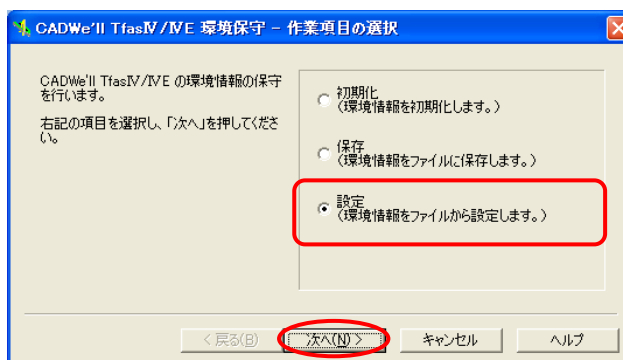 CADWe'll TfasⅣ/ⅣE 環境保守 - 作業項目の選択
CADWe'll TfasⅣ/ⅣE の環境情報の保守
を行います。
右記の項目を選択し、「次へ」を押してくださ
い。
初期化
(環境情報を初期化します。)
保存
(環境情報をファイルに保存します。)
設定
(環境情報をファイルから設定します。)
< 戻る(B)
次へ(N) >
キャンセル
ヘルプ